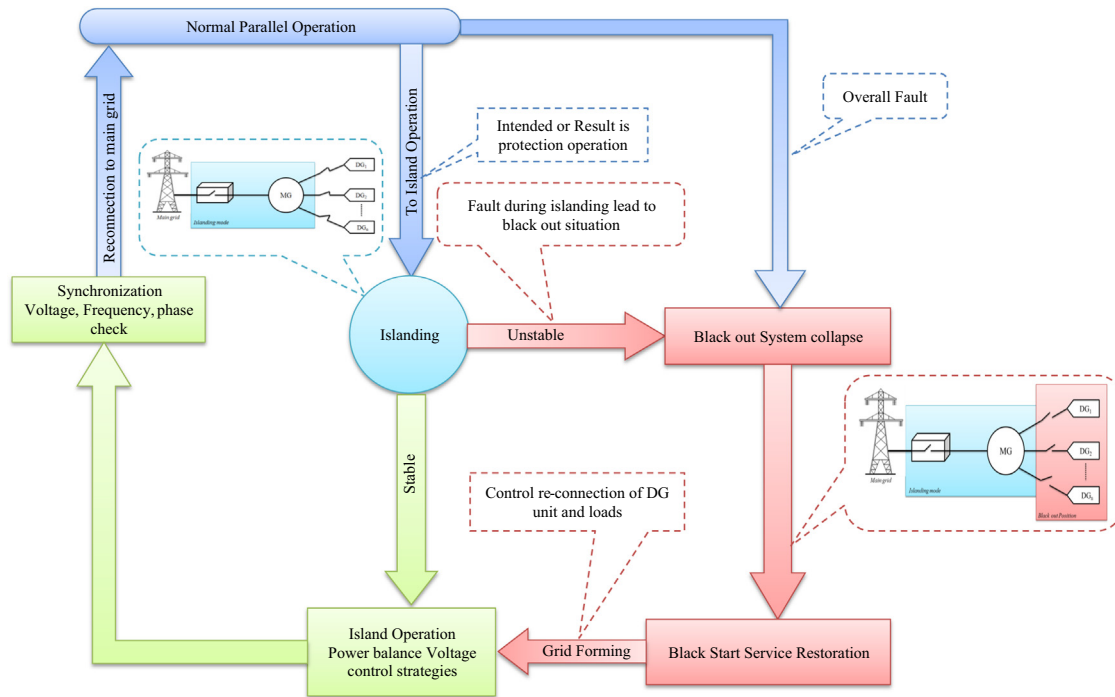 Normal Parallel Operation
Reconnection to main grid
To Island Operation
Intended or Result is
protection operation
Overall Fault
Main grid
Islanding mode
MG
DG1
DG2
Fault during islanding lead to
black out situation
Synchronization
Voltage, Frequency, phase
check
Islanding
Unstable
Black out System collapse
Stable
Main grid
Islanding mode
MG
DG1
DG2
Black out Position
Control re-connection of DG
unit and loads
Island Operation
Power balance Voltage
control strategies
Grid Forming
Black Start Service Restoration